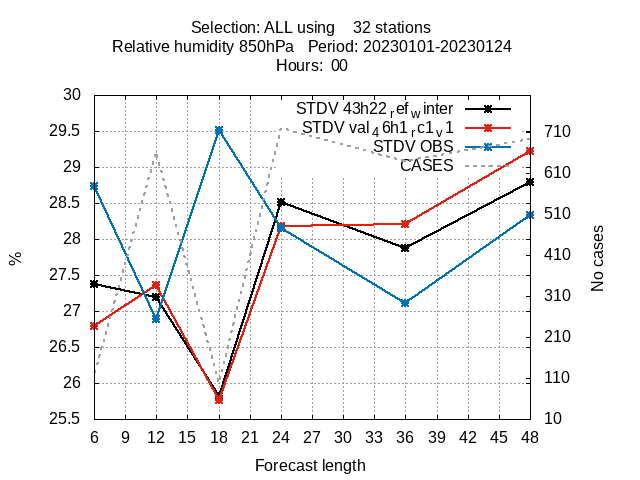 Selection: ALL using    32 stations
Relative humidity 850hPa   Period: 20230101-20230124
Hours:  00
30
29.5
29
28.5
28
27.5
27
26.5
26
25.5
%
STDV 43h22ref_winter
STDV val46h1rc1v1
STDV OBS
CASES
710
610
510
410
310
210
110
10
No cases
6 9 12 15 18 21 24 27 30 33 36 39 42 45 48
Forecast length